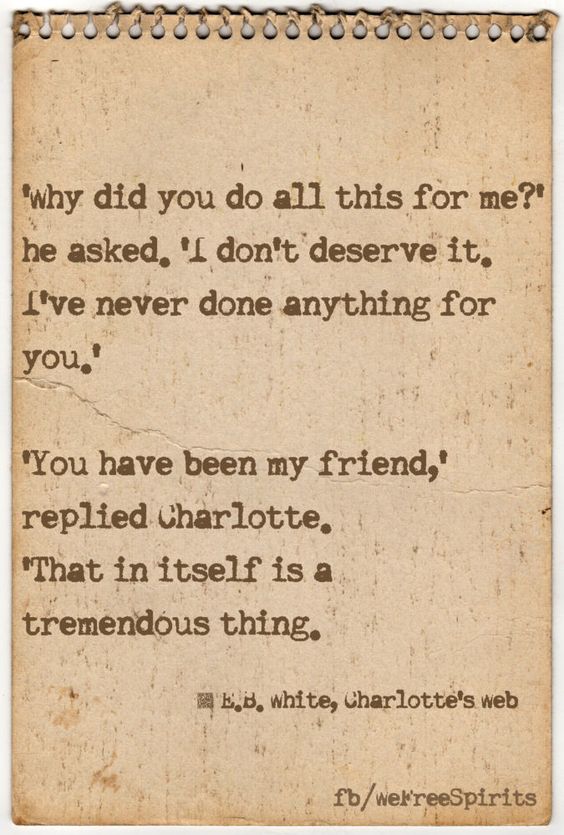 'Why did you do all this for me?'
he asked. 'I don't deserve it.
I've never done anything for
you.'
'You have been my friend,'
replied Charlotte.
'That in itself is a
tremendous thing.
E.B. White, Charlotte's Web
fb/weFreeSpirits